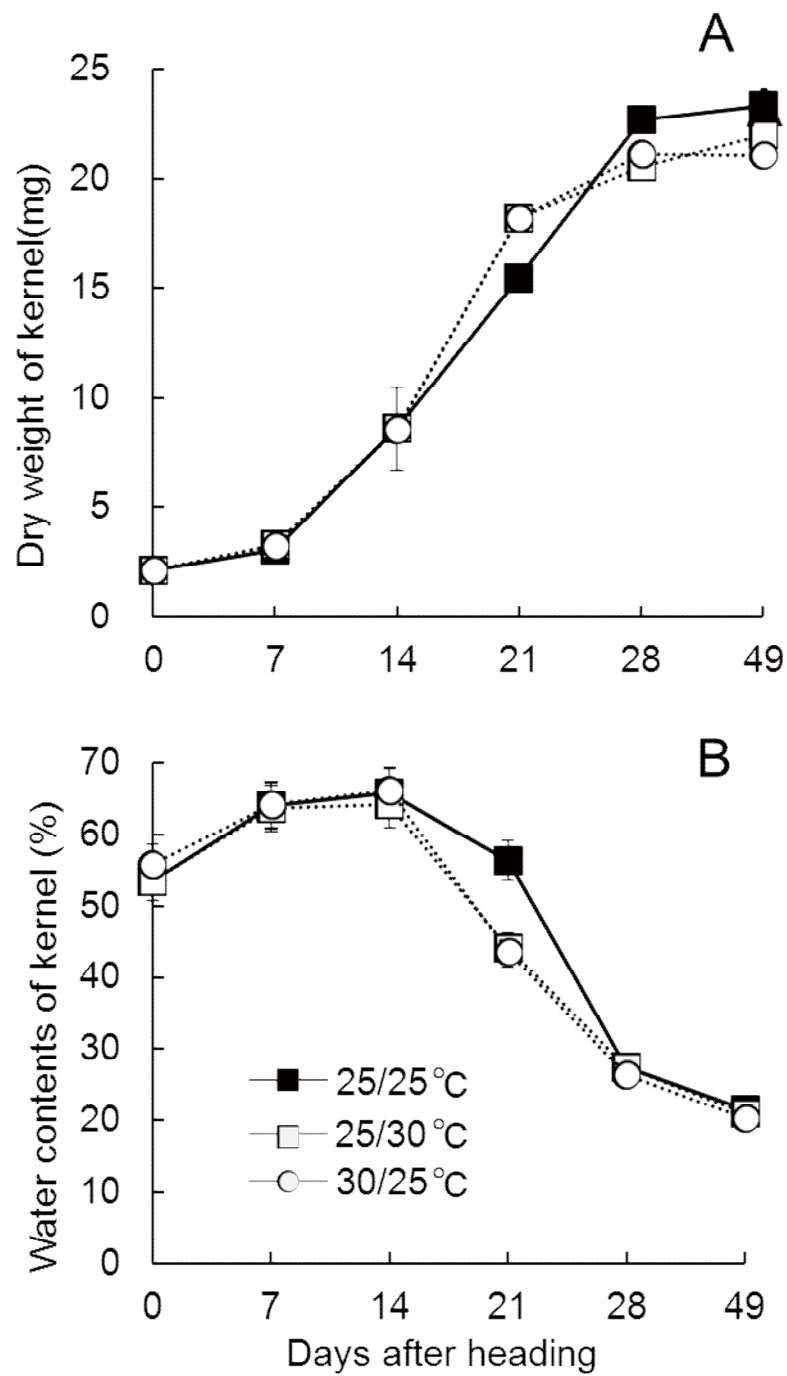 A
25
20
15
10
5
0
Dry weight of kernel(mg)
0 7 14 21 28 49
B
70
60
50
40
30
20
10
0
Water contents of kernel (%)
25/25°C
25/30°C
30/25°C
0 7 14 21 28 49
Days after heading